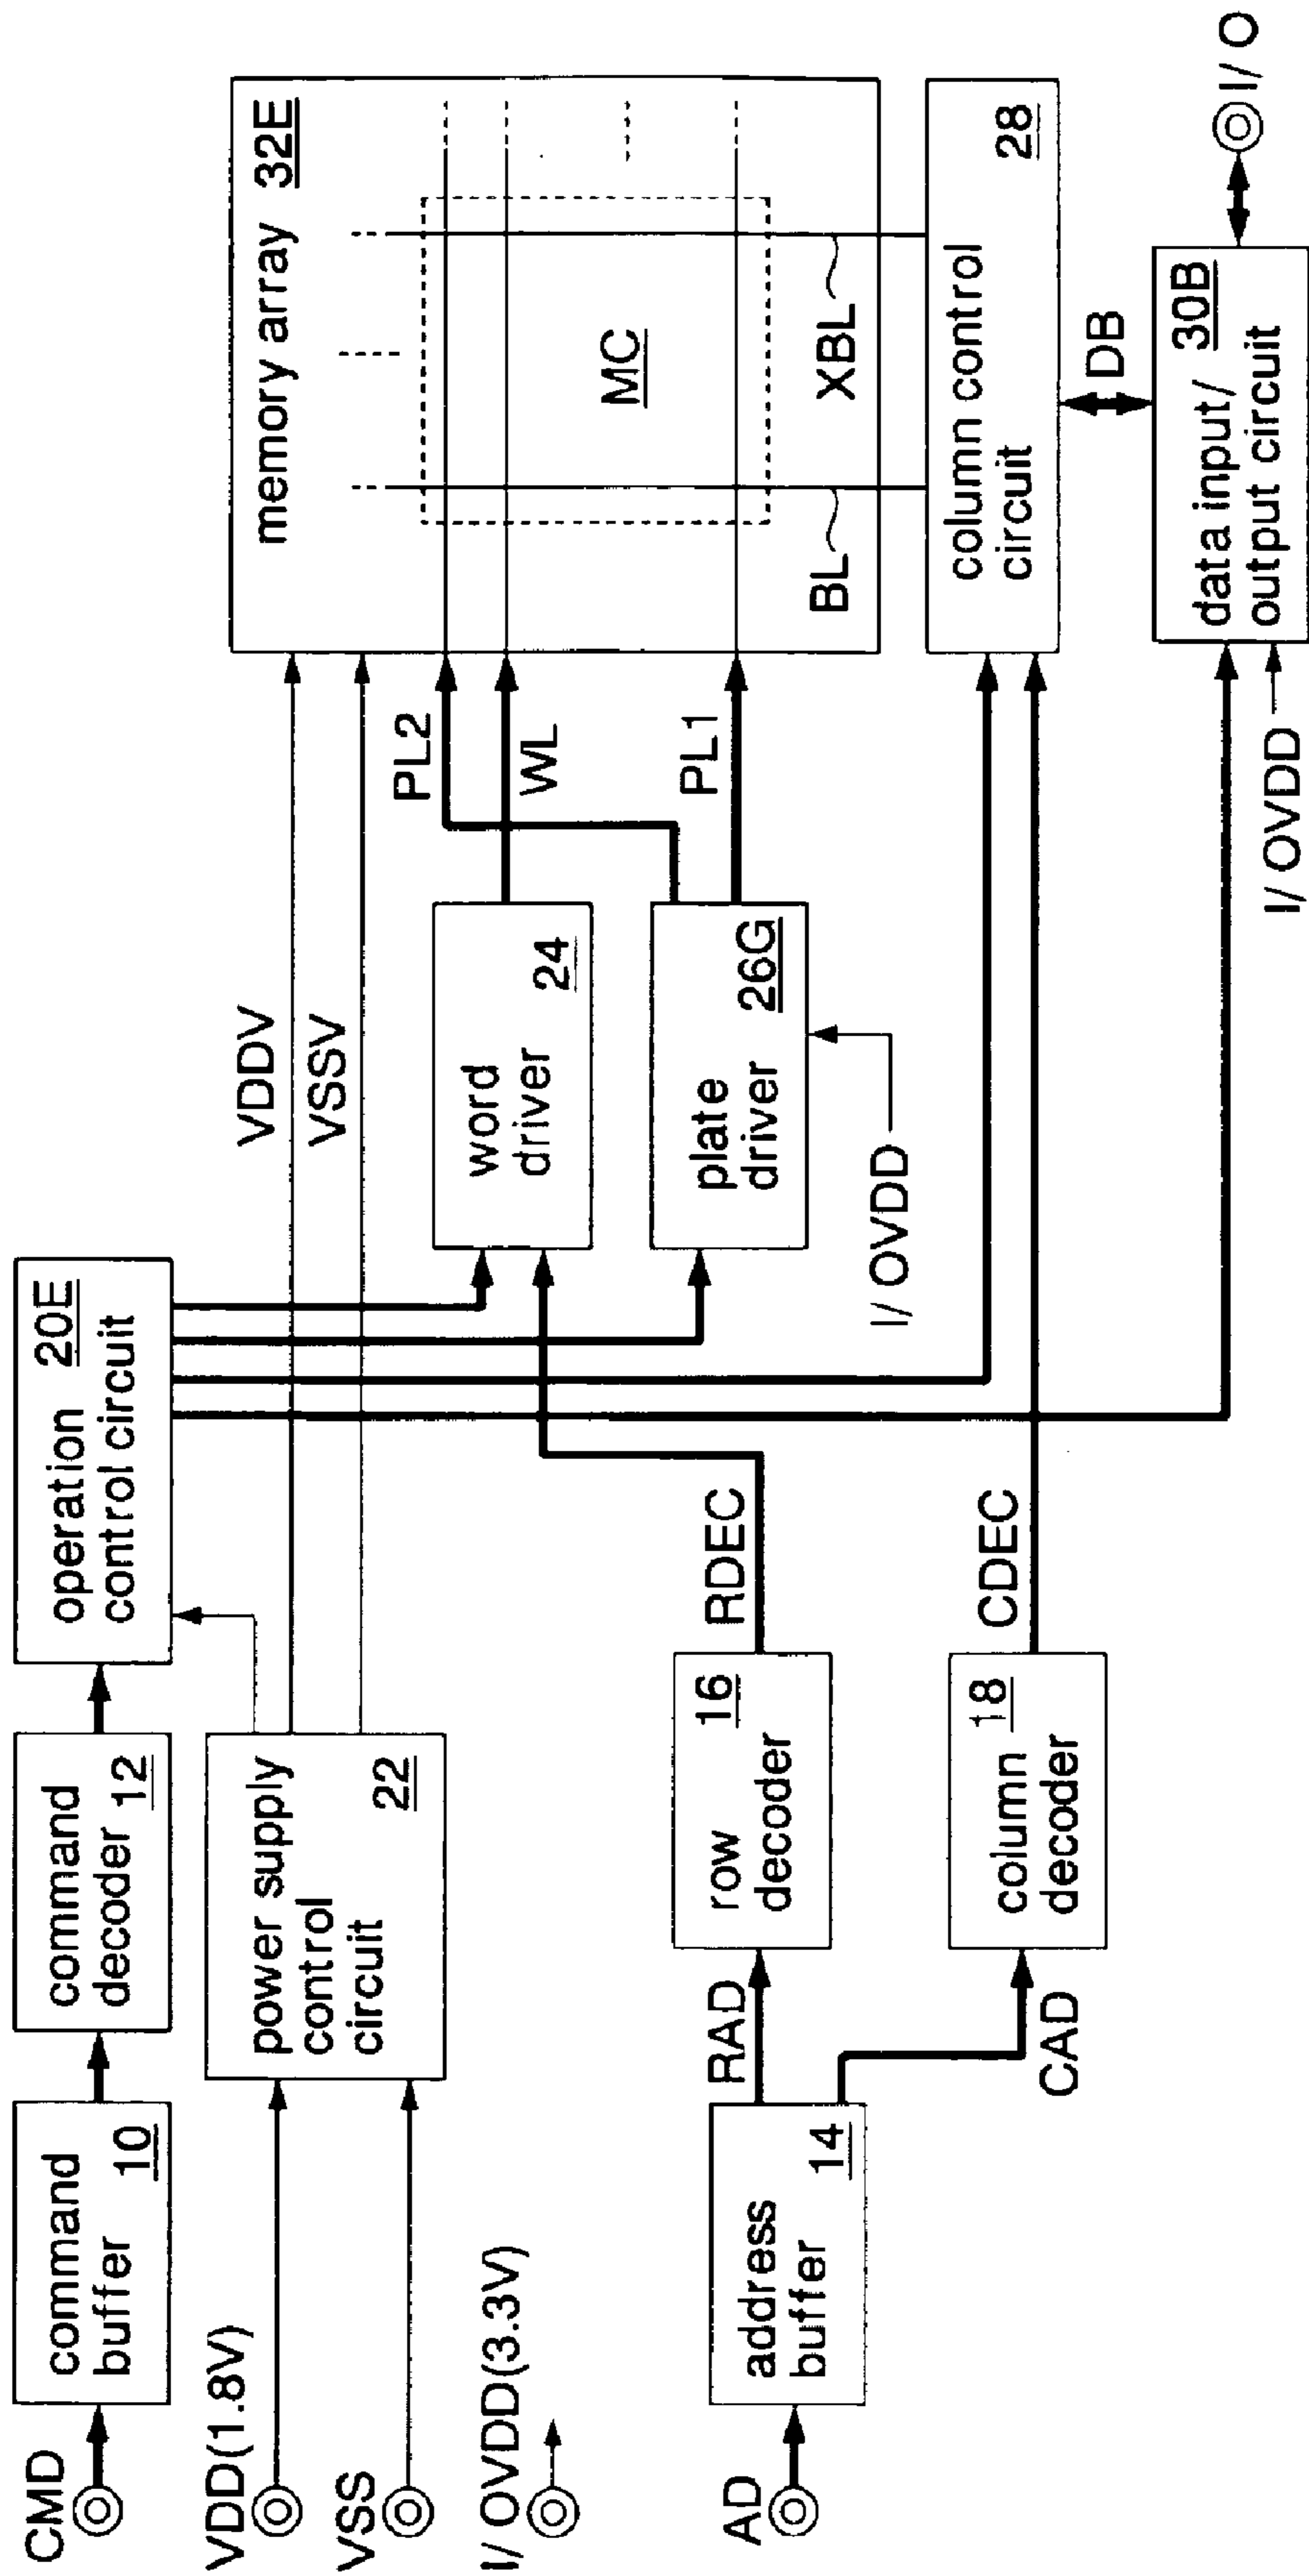 CMD
command
buffer 10
command
decoder 12
operation 20E
control circuit
VDD(1.8V)
VSS
I/ OVDD(3.3V)
power supply
control 22
circuit
VDDV
VSSV
memory array 32E
PL2
WL
PL1
MC
BL
XBL
word
driver 24
plate
driver 26G
I/ OVDD
AD
address
buffer 14
RAD
CAD
row 16
decoder
RDEC
column 18
decoder
CDEC
column control
circuit 28
DB
data input/ 30B
output circuit
I/ OVDD
I/ O